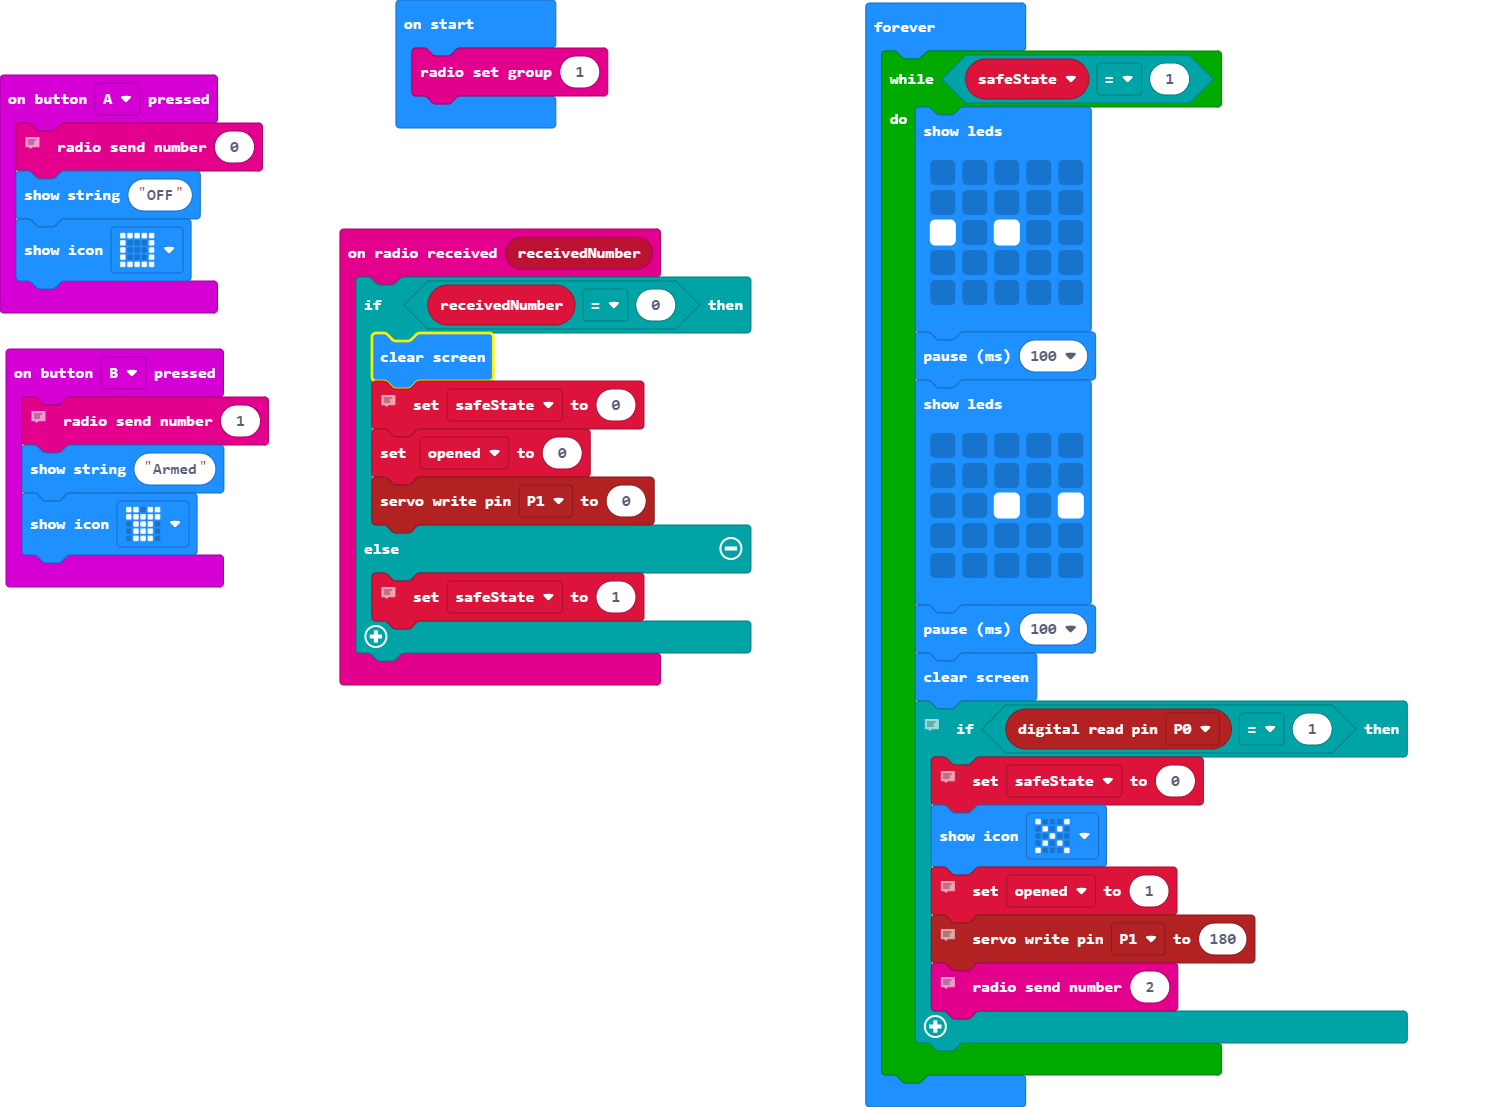 on button A pressed
radio send number 0
show string "OFF"
show icon
on button B pressed
radio send number 1
show string "Armed"
show icon
on start
radio set group 1
on radio received receivedNumber
if receivedNumber = 0 then
clear screen
set safeState to 0
set opened to 0
servo write pin P1 to 0
else
set safeState to 1
forever
while safeState = 1
do
show leds
pause (ms) 100
show leds
pause (ms) 100
clear screen
if digital read pin P0 = 1 then
set safeState to 0
show icon
set opened to 1
servo write pin P1 to 180
radio send number 2